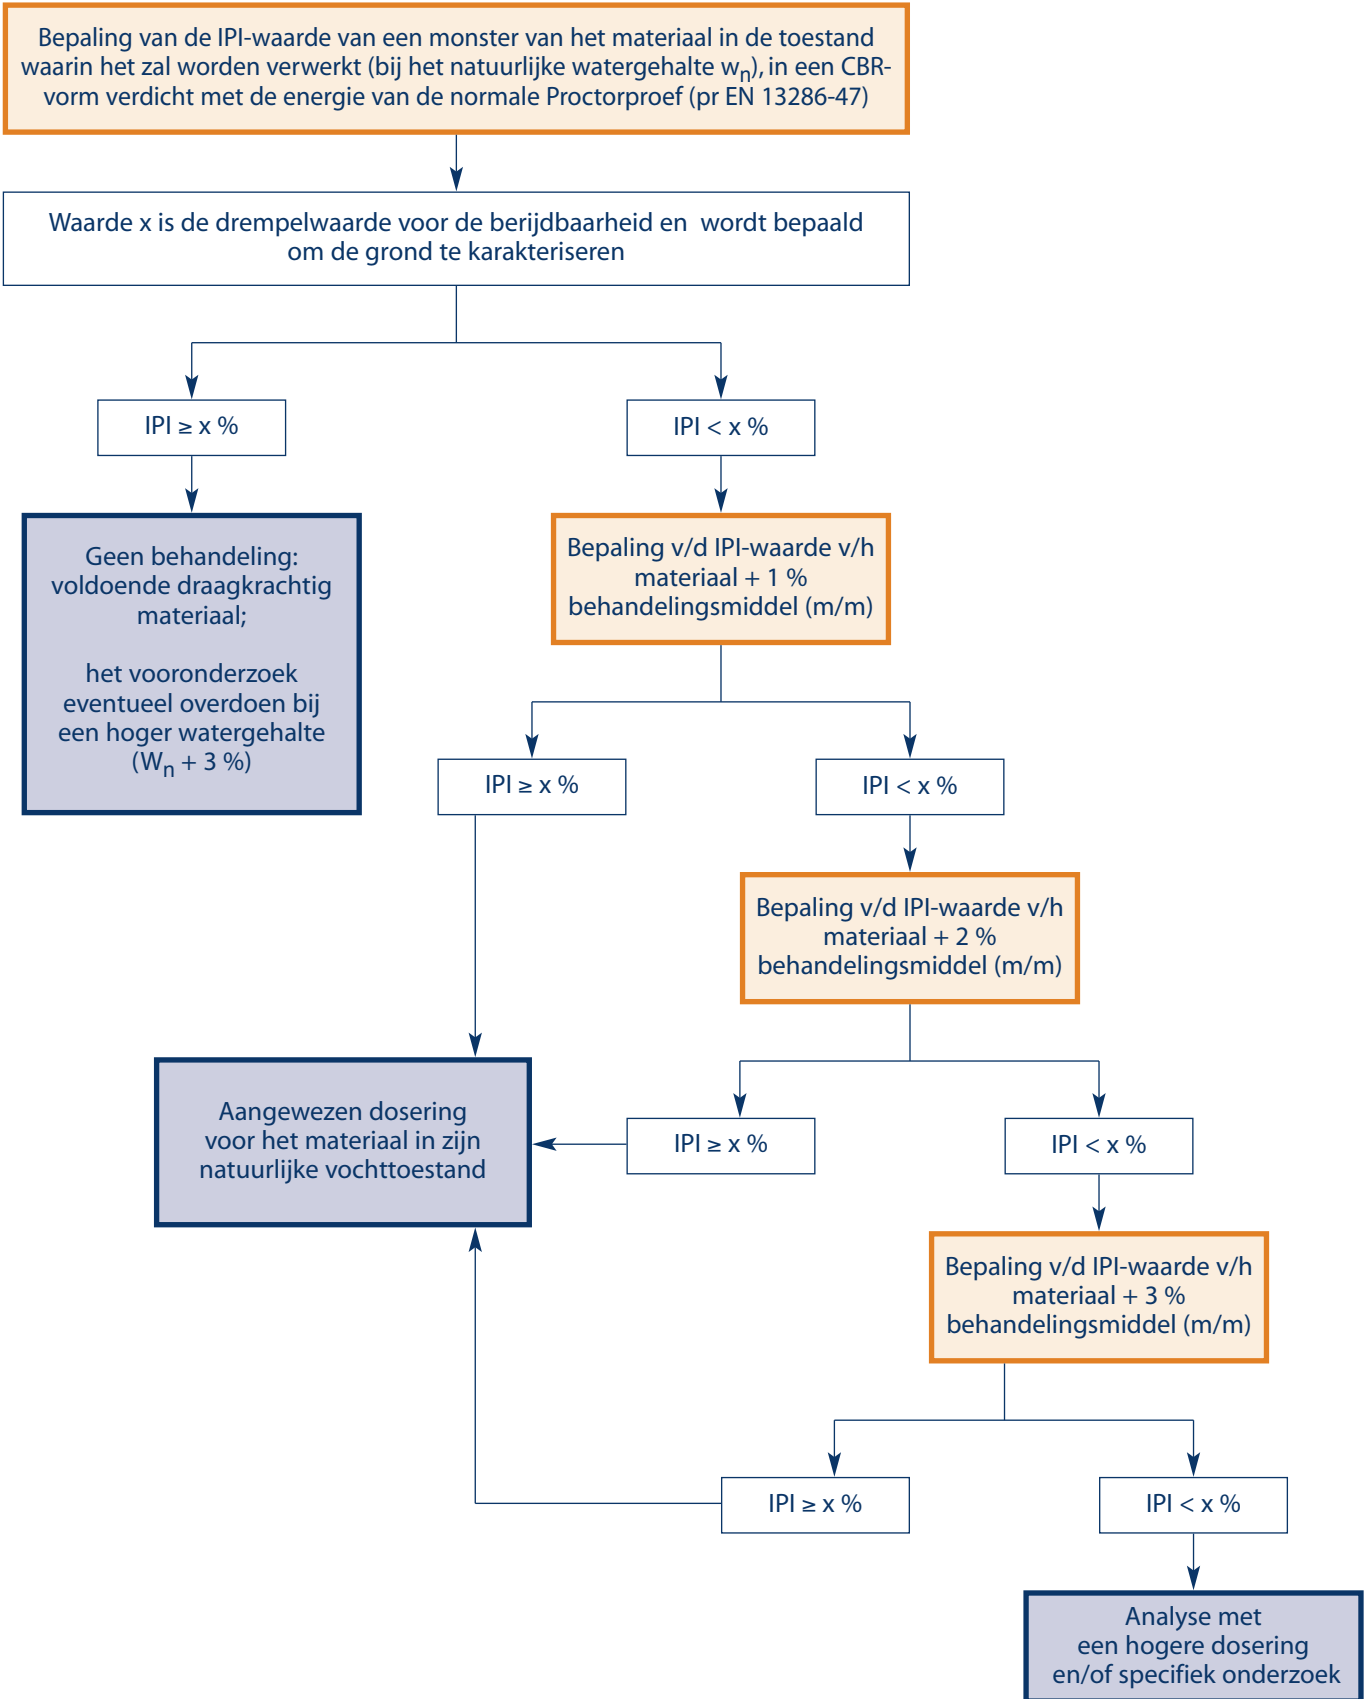 Bepaling van de IPI-waarde van een monster van het materiaal in de toestand
waarin het zal worden verwerkt (bij het natuurlijke watergehalte wn), in een CBR-
vorm verdicht met de energie van de normale Proctorproef (pr EN 13286-47)
Waarde x is de drempelwaarde voor de berijdbaarheid en wordt bepaald
om de grond te karakteriseren
IPI ≥ x %
IPI < x %
Geen behandeling:
voldoende draagkrachtig
materiaal;
het vooronderzoek
eventueel overdoen bij
een hoger watergehalte
(Wn + 3 %)
Bepaling v/d IPI-waarde v/h
materiaal + 1 %
behandelingsmiddel (m/m)
IPI ≥ x %
IPI < x %
Bepaling v/d IPI-waarde v/h
materiaal + 2 %
behandelingsmiddel (m/m)
Aangewezen dosering
voor het materiaal in zijn
natuurlijke vochttoestand
IPI ≥ x %
IPI < x %
Bepaling v/d IPI-waarde v/h
materiaal + 3 %
behandelingsmiddel (m/m)
IPI ≥ x %
IPI < x %
Analyse met
een hogere dosering
en/of specifiek onderzoek